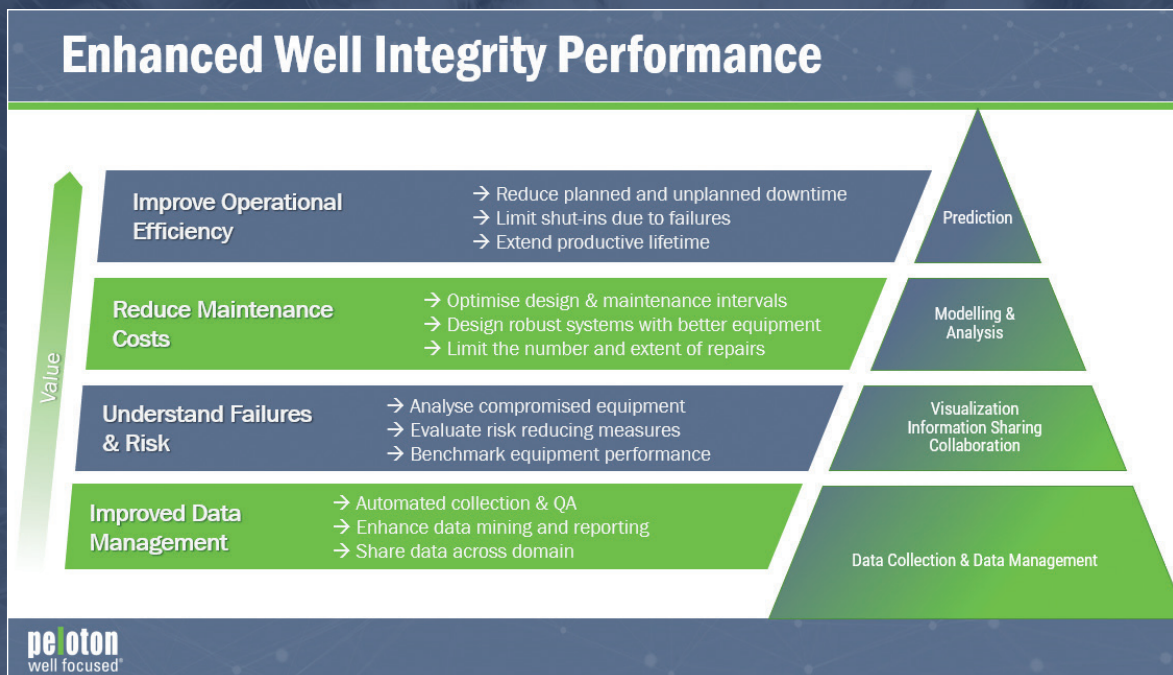 Enhanced Well Integrity Performance
Value
Improve Operational
Efficiency
→ Reduce planned and unplanned downtime
→ Limit shut-ins due to failures
→ Extend productive lifetime
Prediction
Reduce Maintenance
Costs
→ Optimise design & maintenance intervals
→ Design robust systems with better equipment
→ Limit the number and extent of repairs
Modelling &
Analysis
Understand Failures
& Risk
→ Analyse compromised equipment
→ Evaluate risk reducing measures
→ Benchmark equipment performance
Visualization
Information Sharing
Collaboration
Improved Data
Management
→ Automated collection & QA
→ Enhance data mining and reporting
→ Share data across domain
Data Collection & Data Management
peloton
well focused®